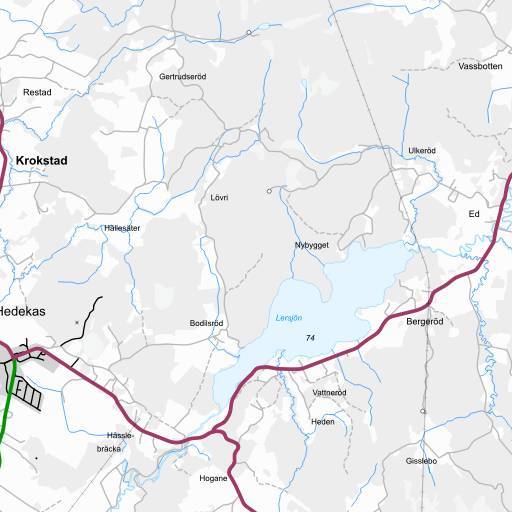 Vassbotten
Gertrudseröd
Restad
Ulkeröd
Krokstad
Lövri
Ed
Hällesäter
Nybygget
Hedekas
Lersjön
Bodilsröd
Bergeröd
74
Vattneröd
Heden
Hässle-
bräcka
Gisslebo
Hogane